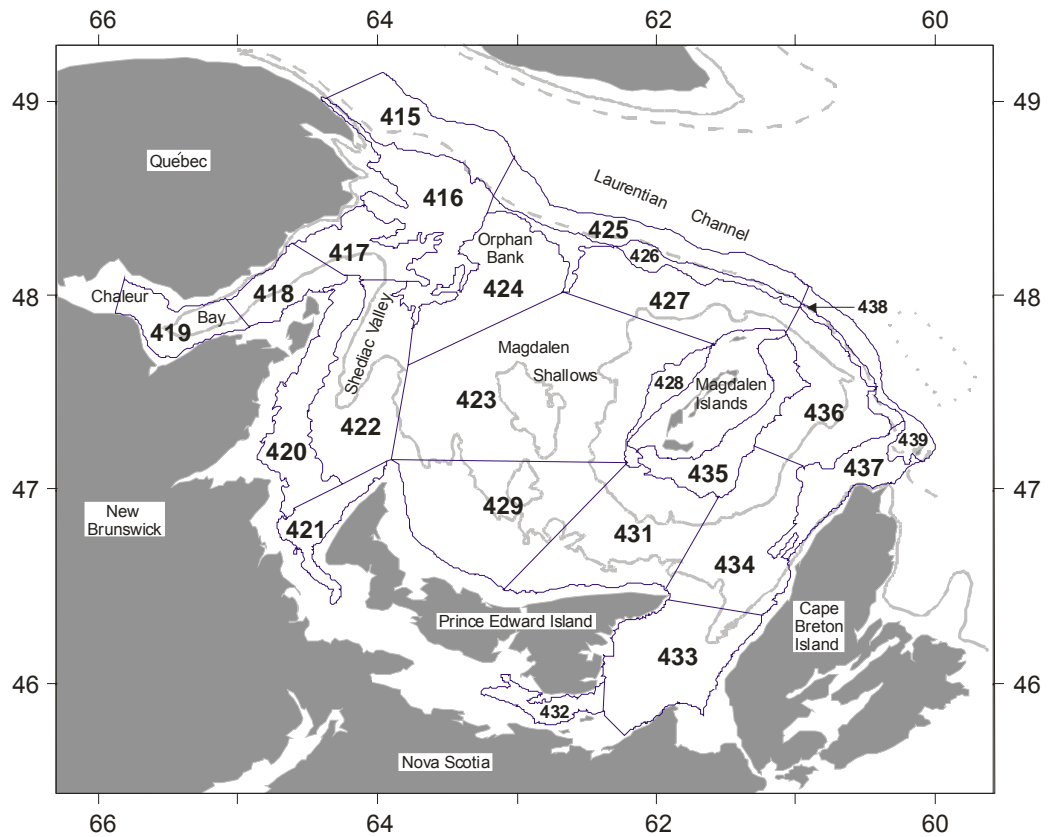 66
64
62
60
49
49
415
Québec
Laurentian
Channel
416
425
Orphan
Bank
426
417
424
427
48
Chaleur
418
48
438
Bay
419
Shediac Valley
Magdalen
Shallows
428
Magdalen
Islands
423
436
422
439
420
435
437
47
47
429
New
Brunswick
421
431
434
Prince Edward Island
Cape
Breton
Island
433
46
46
432
Nova Scotia
66
64
62
60